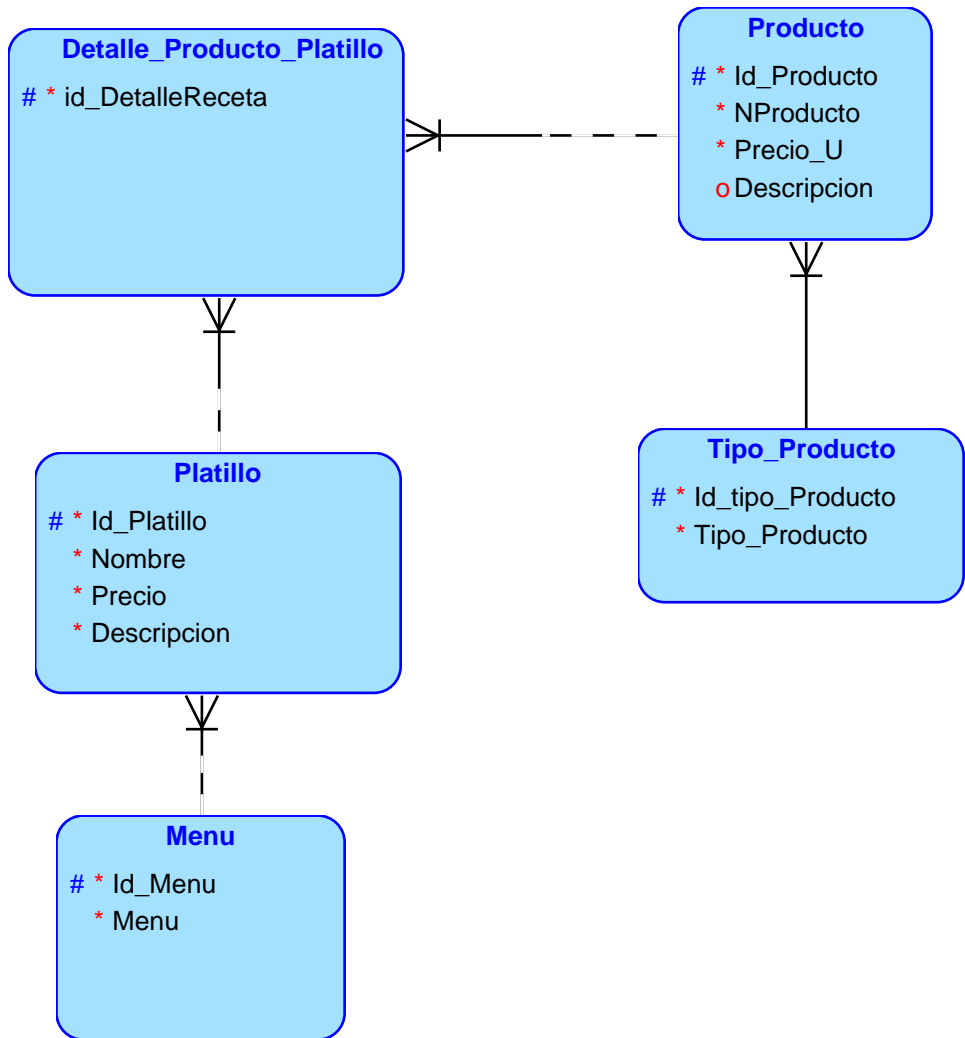 Detalle_Producto_Platillo
# * id_DetalleReceta
Producto
# * Id_Producto
* NProducto
* Precio_U
o Descripcion
Platillo
# * Id_Platillo
* Nombre
* Precio
* Descripcion
Tipo_Producto
# * Id_tipo_Producto
* Tipo_Producto
Menu
# * Id_Menu
* Menu